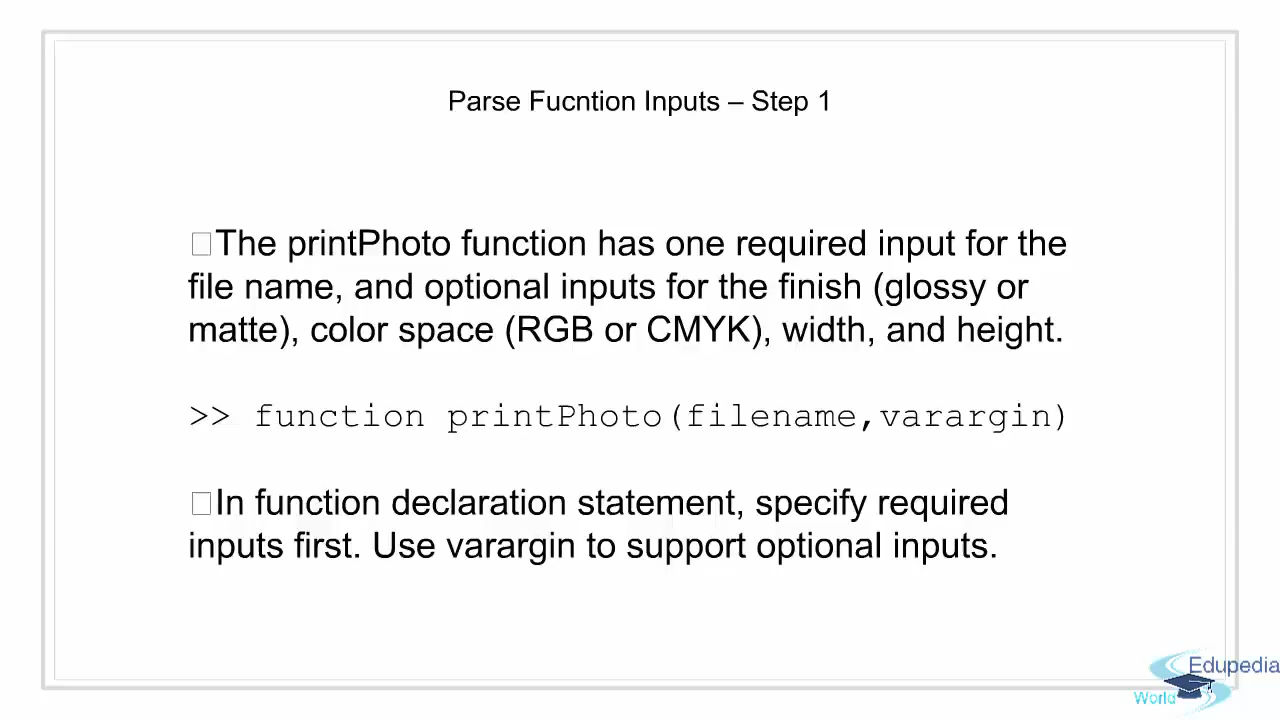 Parse Fucntion Inputs – Step 1
□The printPhoto function has one required input for the
file name, and optional inputs for the finish (glossy or
matte), color space (RGB or CMYK), width, and height.
>> function printPhoto(filename,varargin)
□In function declaration statement, specify required
inputs first. Use varargin to support optional inputs.
Edupedia
World